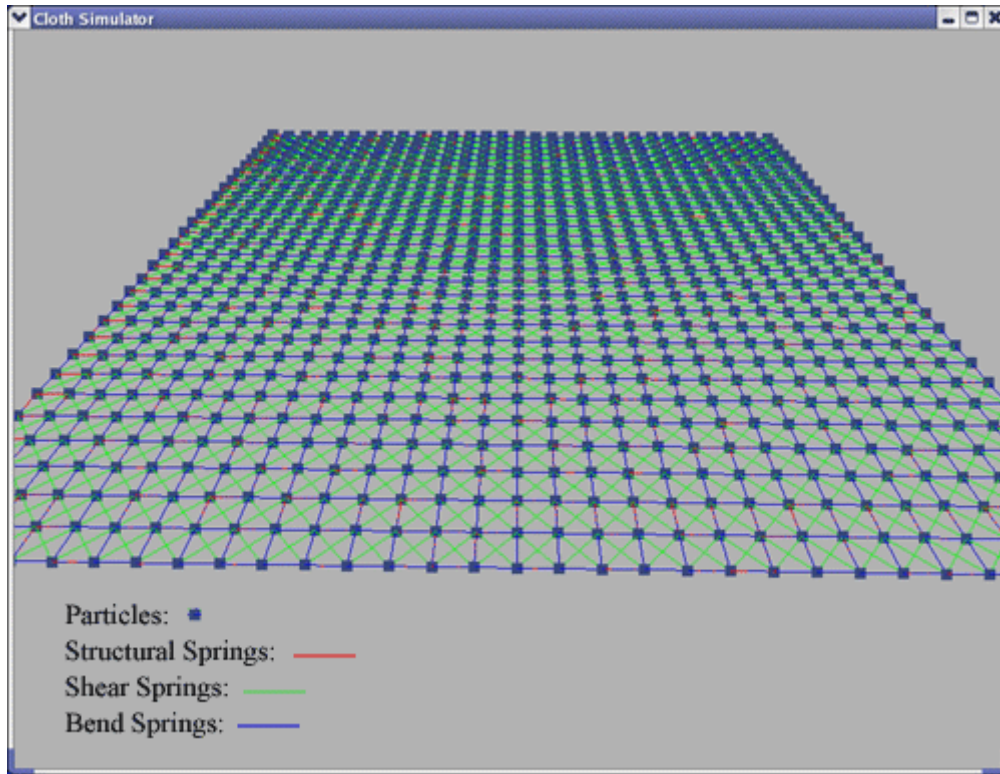 Cloth Simulator
Particles:
Structural Springs:
Shear Springs:
Bend Springs: